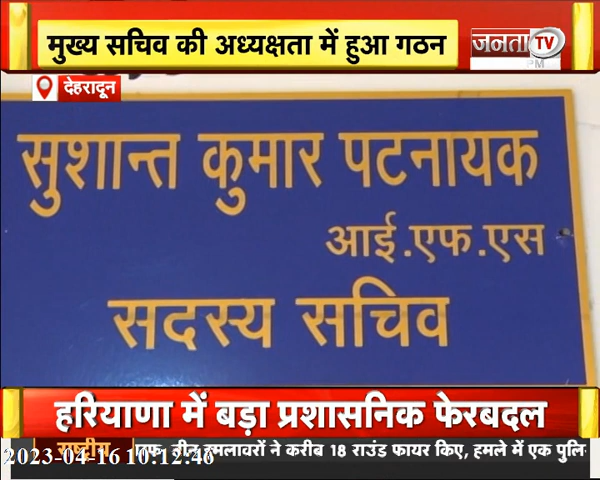 मुख्य सचिव की अध्यक्षता में हुआ गठन
जनता TV
देहरादून
सुशान्त कुमार पटनायक
आई.एफ.एस
सदस्य सचिव
हरियाणा में बड़ा प्रशासनिक फेरबदल
राष्ट्रीय तीन हमलावरों ने करीब 18 राउंड फायर किए, हमले में एक पुलि
2023-04-16 10:12:46